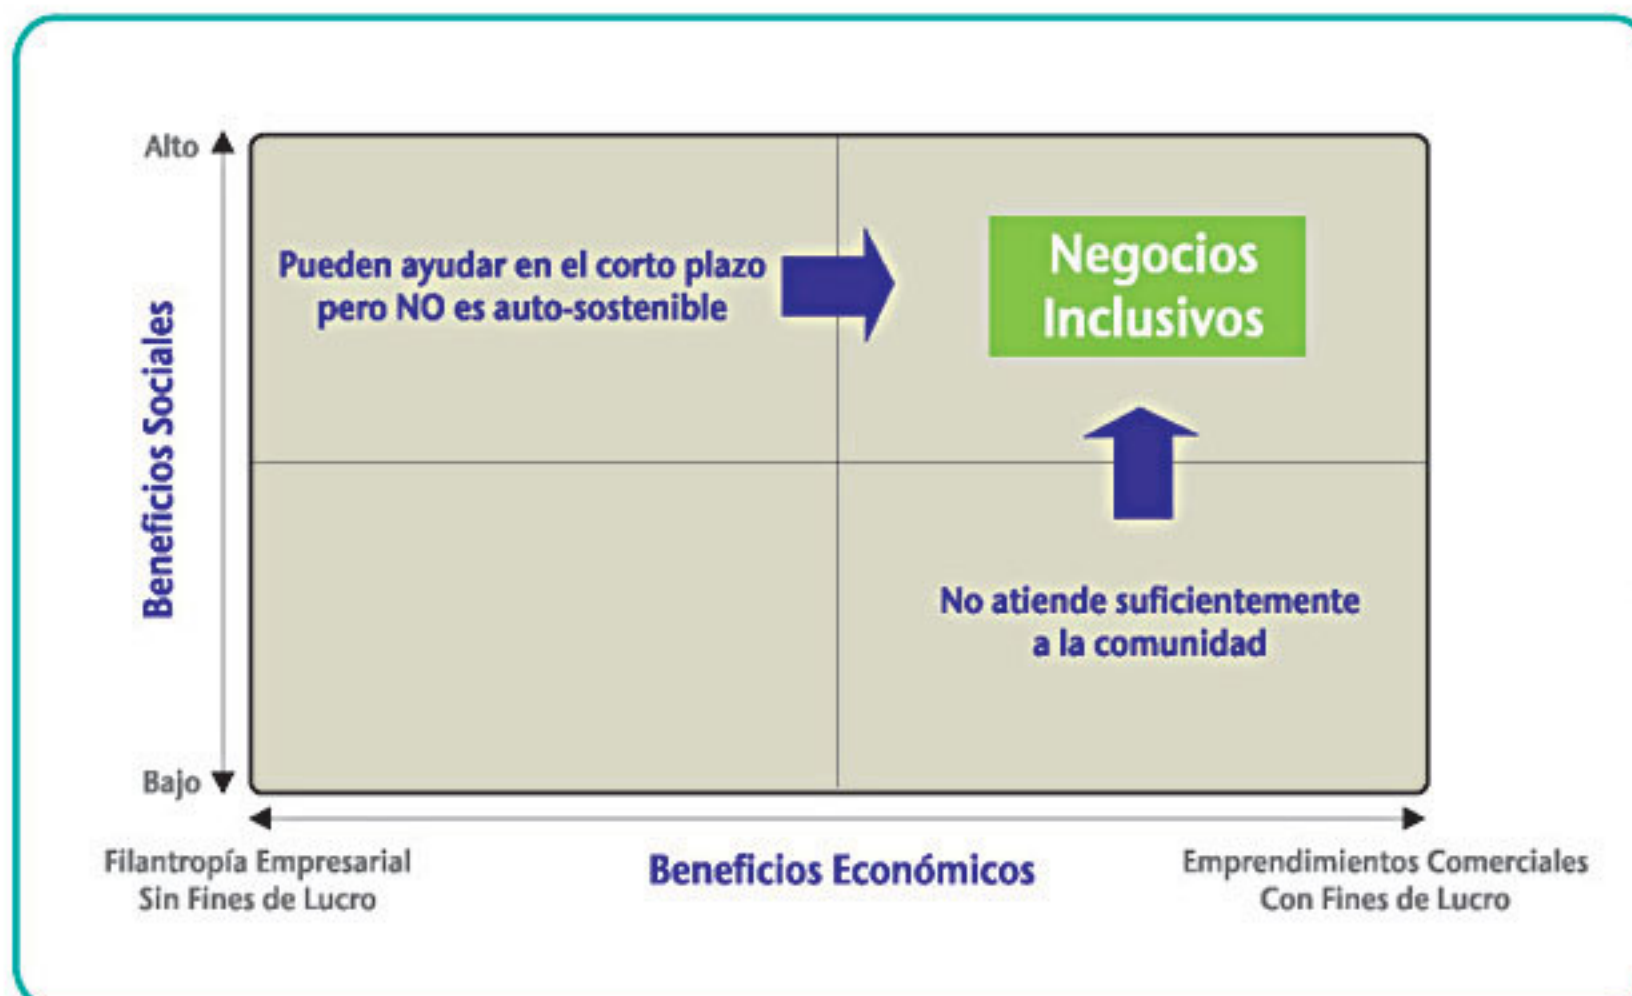 Alto
Pueden ayudar en el corto plazo
pero NO es auto-sostenible
Negocios
Inclusivos
Beneficios Sociales
No atiende suficientemente
a la comunidad
Bajo
Filantropía Empresarial
Sin Fines de Lucro
Beneficios Económicos
Emprendimientos Comerciales
Con Fines de Lucro